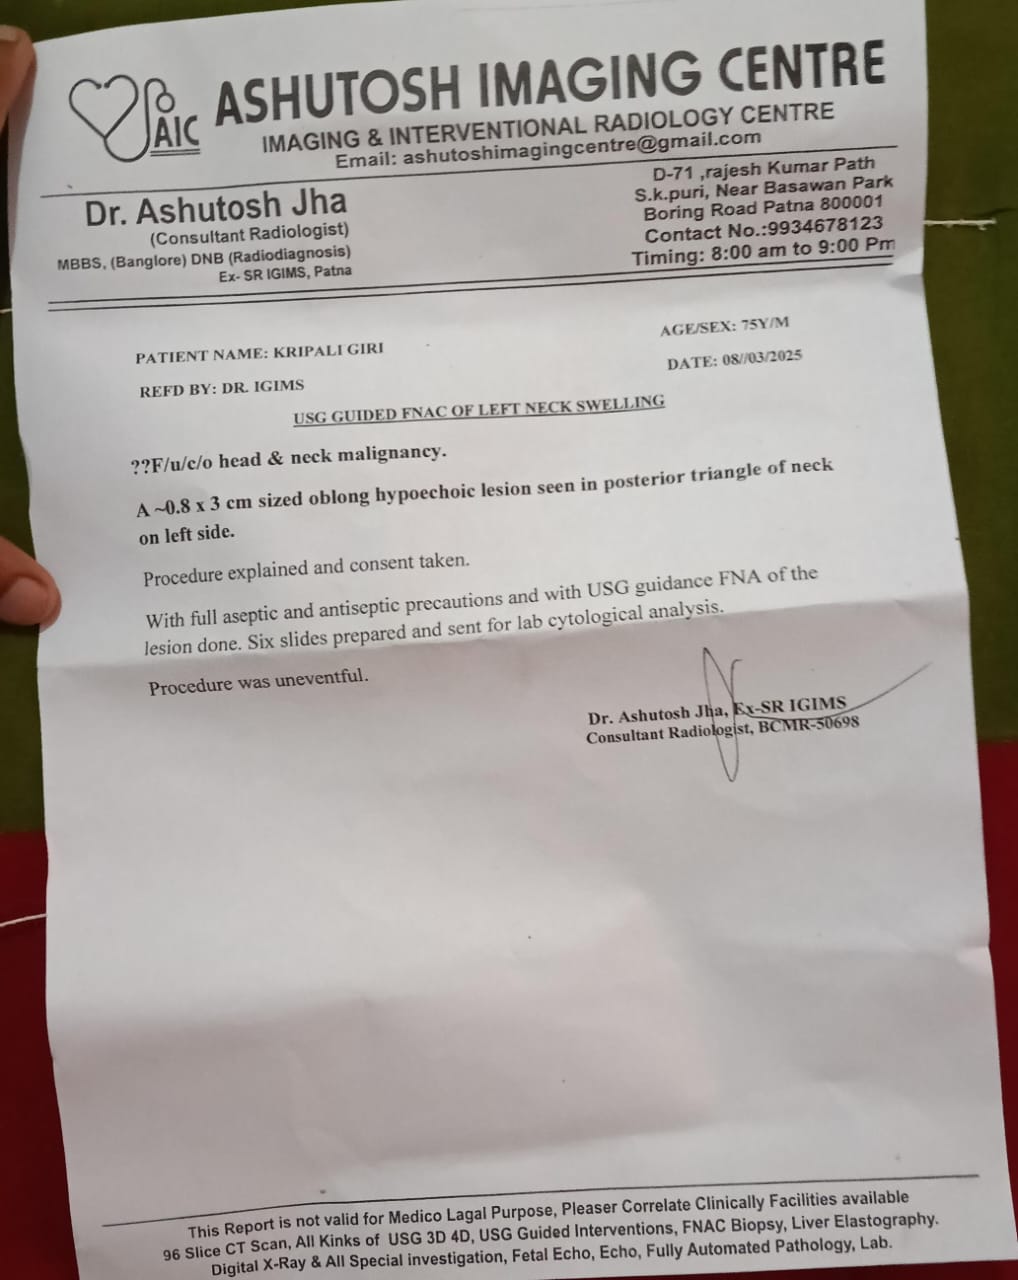 AIC
ASHUTOSH IMAGING CENTRE
IMAGING & INTERVENTIONAL RADIOLOGY CENTRE
Email: ashutoshimagingcentre@gmail.com
Dr. Ashutosh Jha
(Consultant Radiologist)
MBBS, (Banglore) DNB (Radiodiagnosis)
Ex- SR IGIMS, Patna
D-71 ,rajesh Kumar Path
S.k.puri, Near Basawan Park
Boring Road Patna 800001
Contact No.:9934678123
Timing: 8:00 am to 9:00 Pm
PATIENT NAME: KRIPALI GIRI
AGE/SEX: 75Y/M
REFD BY: DR. IGIMS
DATE: 08//03/2025
USG GUIDED FNAC OF LEFT NECK SWELLING
??F/u/c/o head & neck malignancy.
A ~0.8 x 3 cm sized oblong hypoechoic lesion seen in posterior triangle of neck
on left side.
Procedure explained and consent taken.
With full aseptic and antiseptic precautions and with USG guidance FNA of the
lesion done. Six slides prepared and sent for lab cytological analysis.
Procedure was uneventful.
Dr. Ashutosh Jha, Ex-SR IGIMS
Consultant Radiologist, BCMR-50698
This Report is not valid for Medico Lagal Purpose, Pleaser Correlate Clinically Facilities available
96 Slice CT Scan, All Kinks of USG 3D 4D, USG Guided Interventions, FNAC Biopsy, Liver Elastography.
Digital X-Ray & All Special investigation, Fetal Echo, Echo, Fully Automated Pathology, Lab.